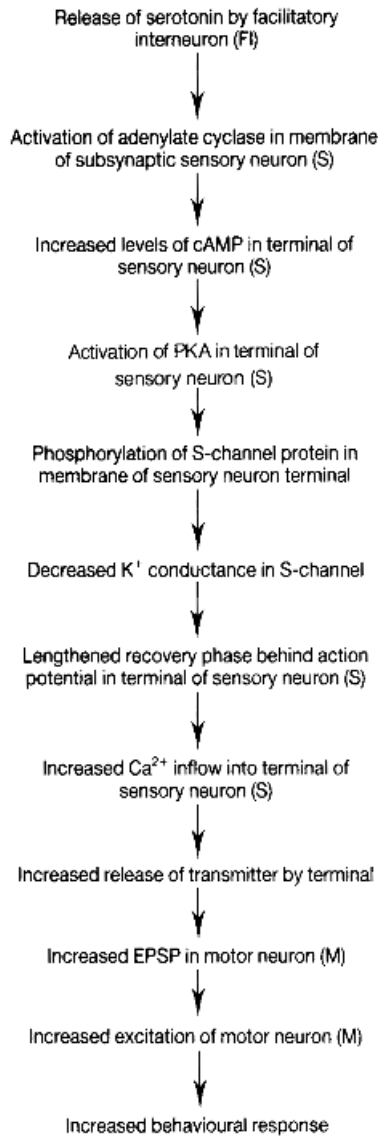 Release of serotonin by facilitatory
interneuron (FI)
Activation of adenylate cyclase in membrane
of subsynaptic sensory neuron (S)
Increased levels of cAMP in terminal of
sensory neuron (S)
Activation of PKA in terminal of
sensory neuron (S)
Phosphorylation of S-channel protein in
membrane of sensory neuron terminal
Decreased K⁺ conductance in S-channel
Lengthened recovery phase behind action
potential in terminal of sensory neuron (S)
Increased Ca²⁺ inflow into terminal of
sensory neuron (S)
Increased release of transmitter by terminal
Increased EPSP in motor neuron (M)
Increased excitation of motor neuron (M)
Increased behavioural response